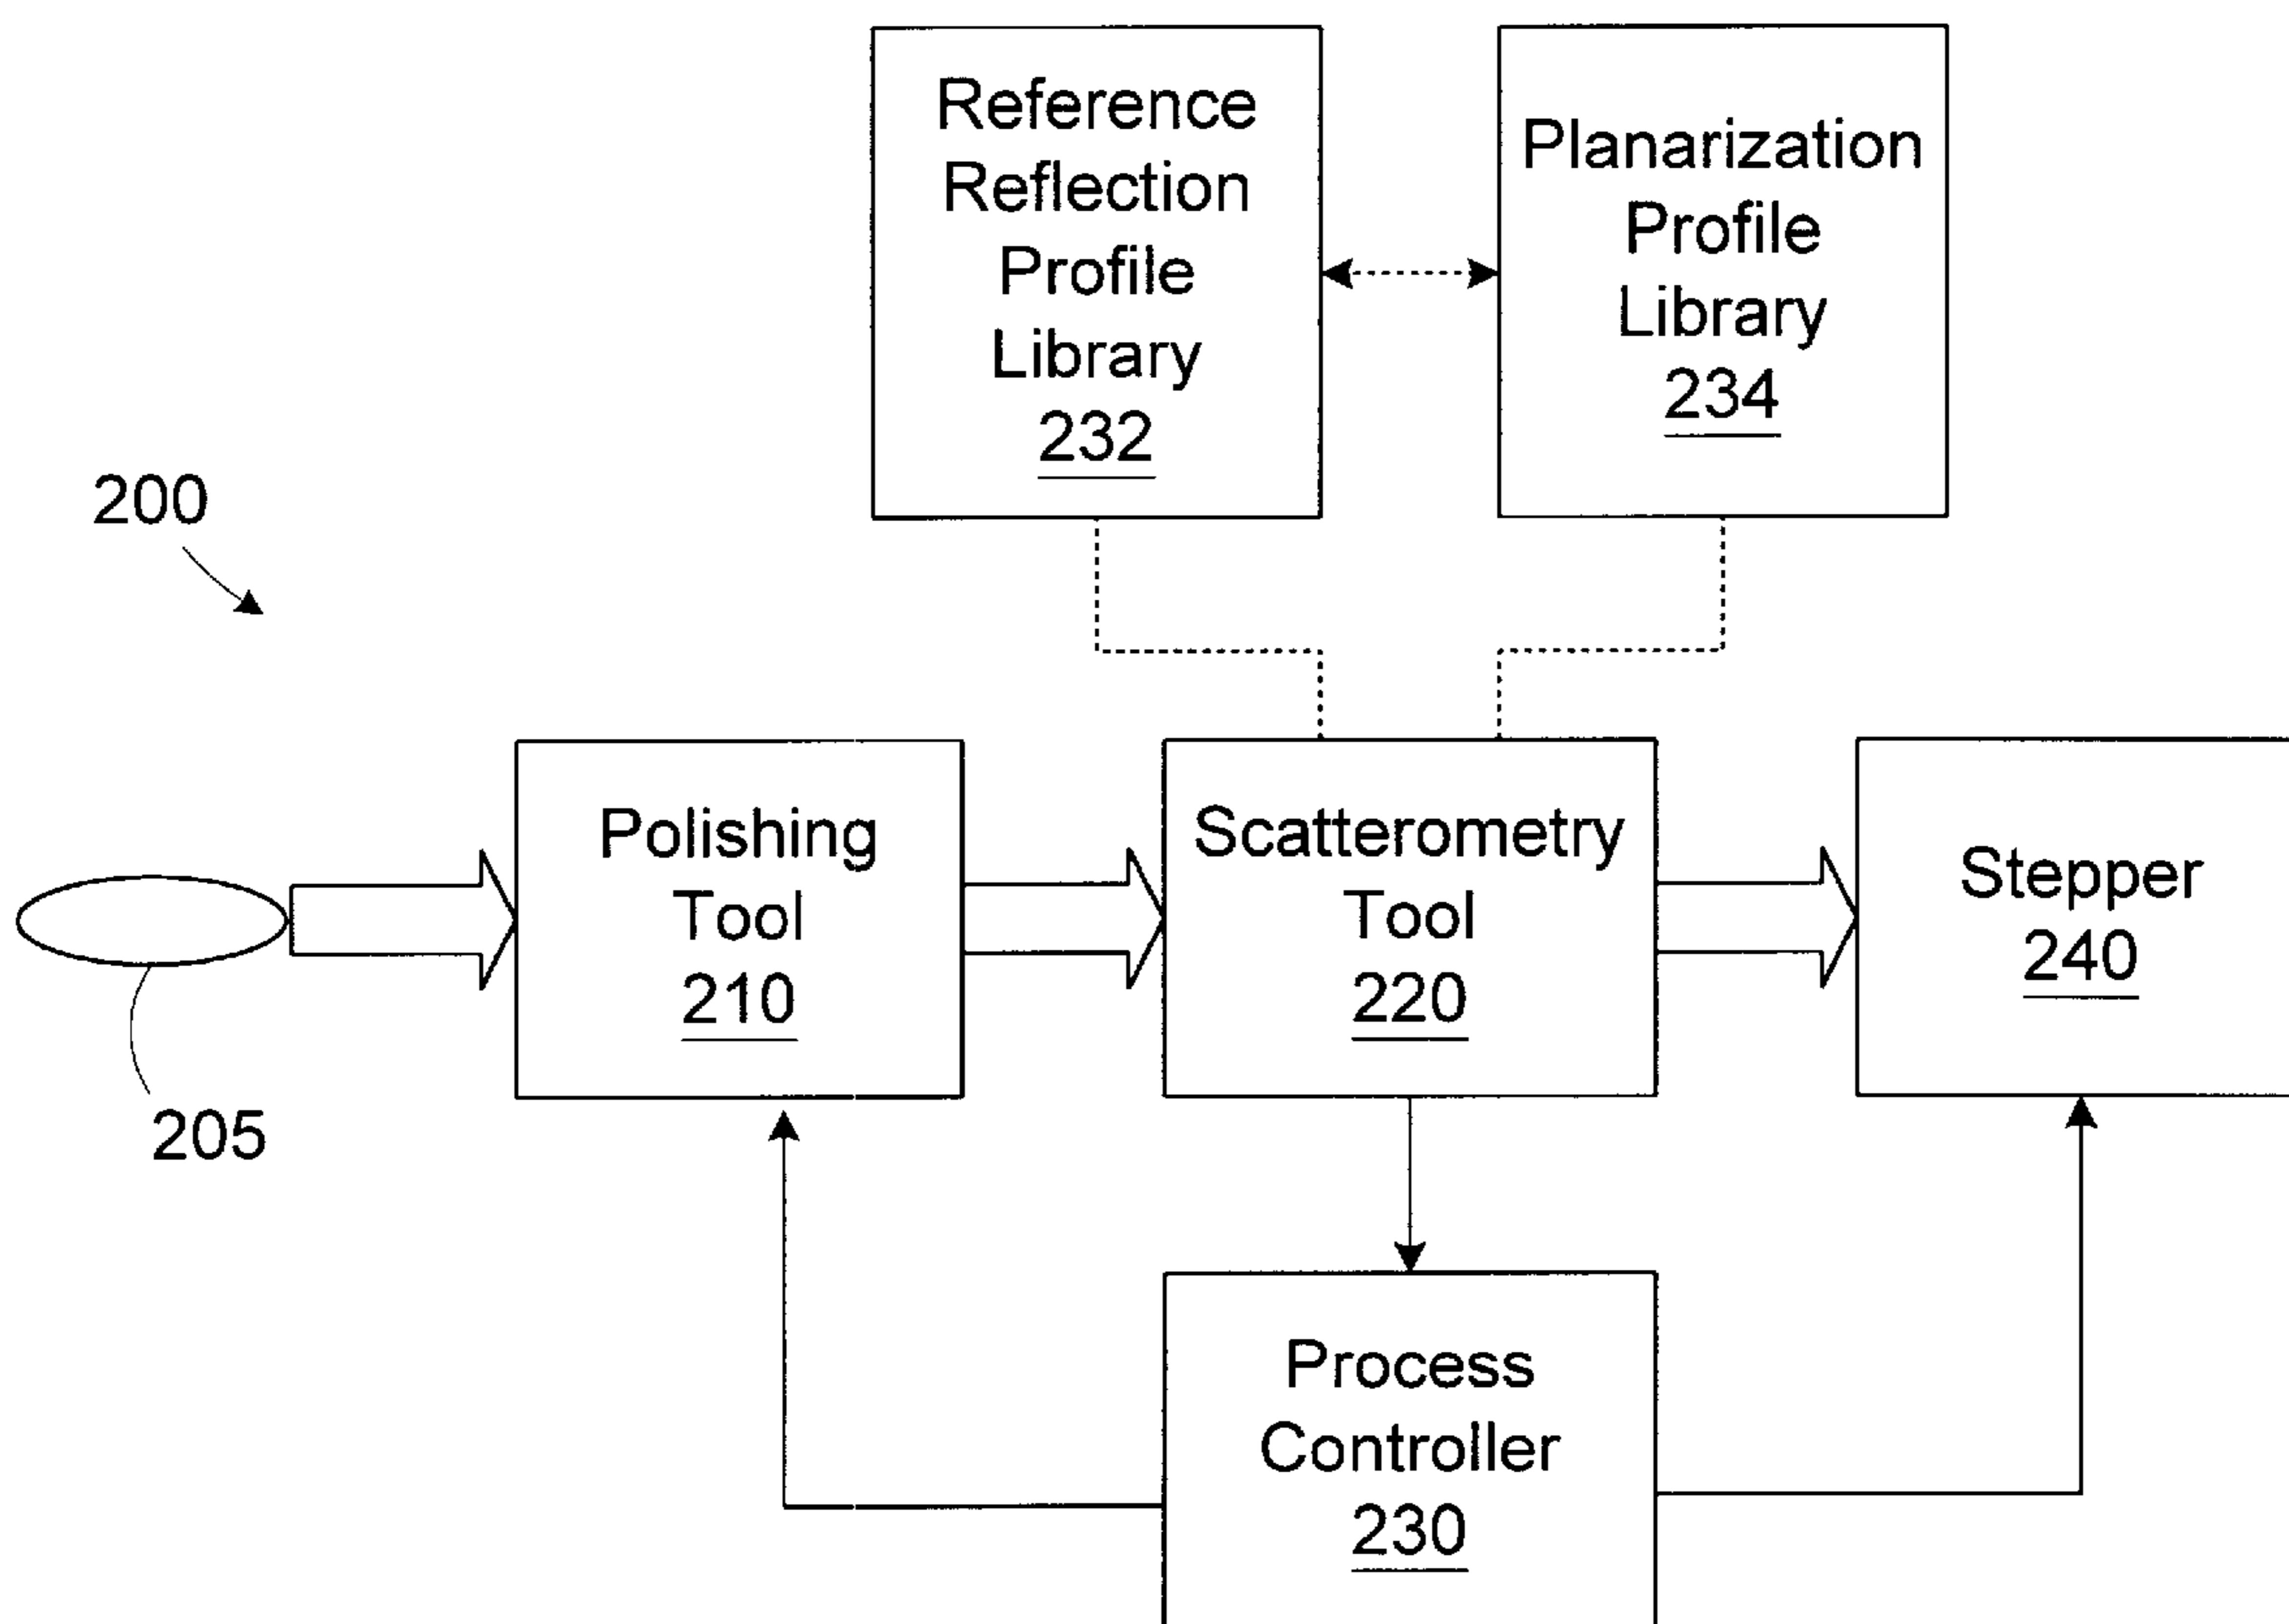 Reference
Reflection
Profile
Library
232
Planarization
Profile
Library
234
200
Polishing
Tool
210
Scatterometry
Tool
220
Stepper
240
205
Process
Controller
230